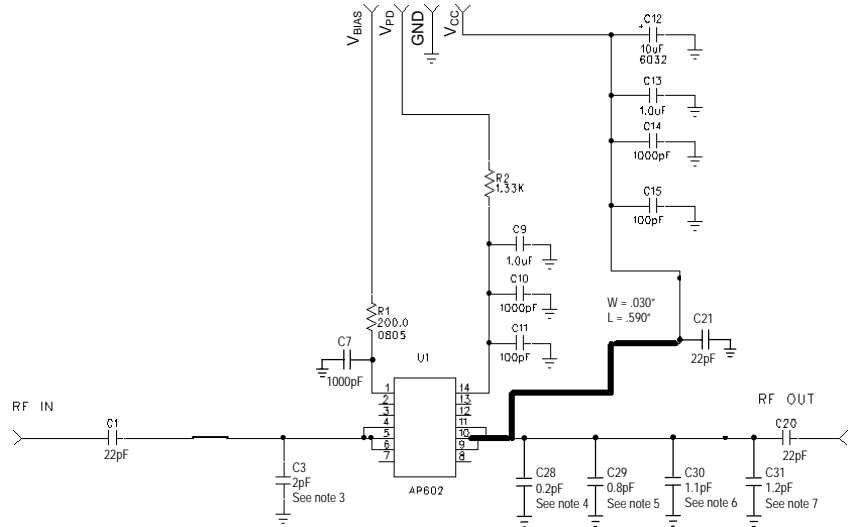 VBIAS
VPD
GND
VCC
C12
+
10uF
6032
C13
1.0uF
C14
1000pF
C15
100pF
R2
1.33K
C9
1.0uF
C10
1000pF
C11
100pF
W = .030"
L = .590"
C21
22pF
R1
200.0
0805
C7
1000pF
U1
1
2
3
4
5
6
7
14
13
12
11
10
9
8
AP602
RF IN
C1
22pF
C3
2pF
See note 3
RF OUT
C20
22pF
C28
0.2pF
See note 4
C29
0.8pF
See note 5
C30
1.1pF
See note 6
C31
1.2pF
See note 7